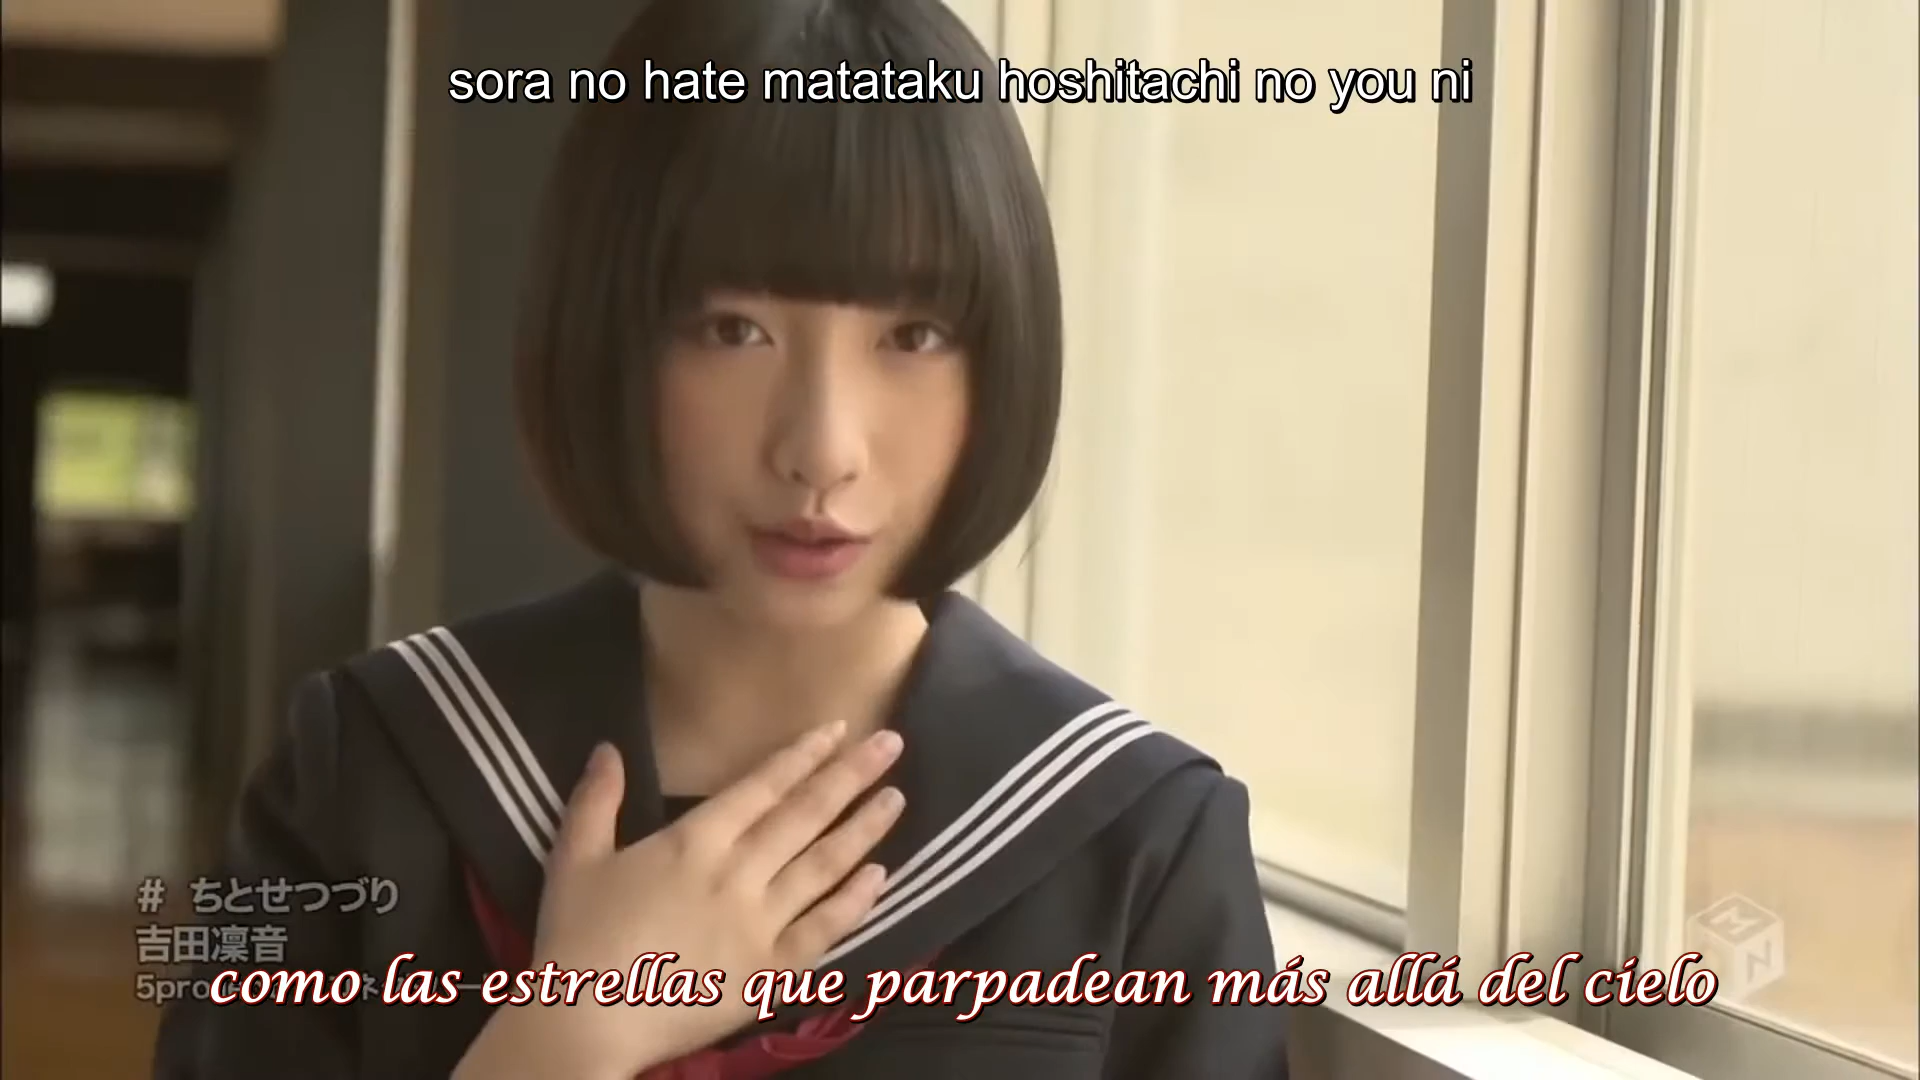 sora no hate matataku hoshitachi no you ni
# ちとせつづり
吉田凜音
como las estrellas que parpadean más allá del cielo
MN